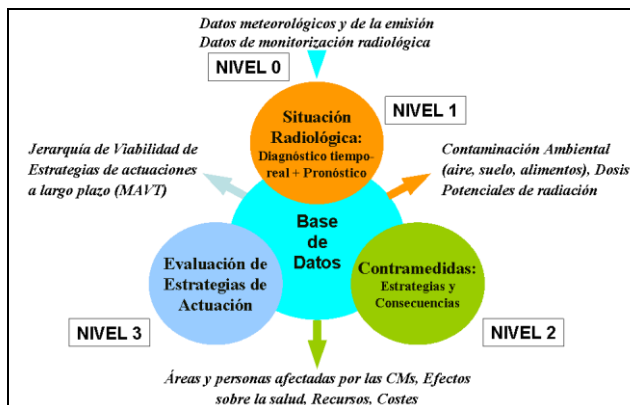 Datos meteorológicos y de la emisión
Datos de monitorización radiológica
NIVEL 0
NIVEL 1
Situación
Radiológica:
Diagnóstico tiempo-
real + Pronóstico
Jerarquía de Viabilidad de
Estrategias de actuaciones
a largo plazo (MAVT)
Contaminación Ambiental
(aire, suelo, alimentos), Dosis
Potenciales de radiación
Base
de
Datos
Evaluación de
Estrategias de
Actuación
Contramedidas:
Estrategias y
Consecuencias
NIVEL 3
NIVEL 2
Áreas y personas afectadas por las CMs, Efectos
sobre la salud, Recursos, Costes